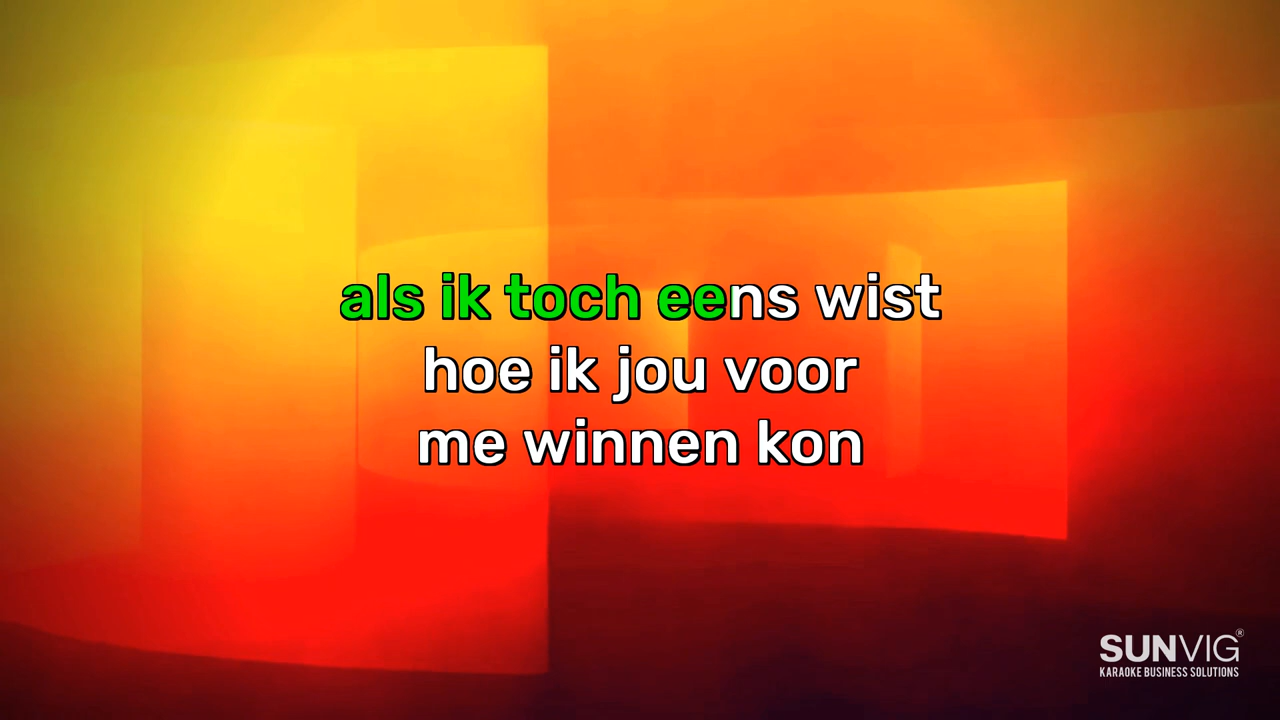 als ik toch eens wist
hoe ik jou voor
me winnen kon
SUNVIG®
KARAOKE BUSINESS SOLUTIONS